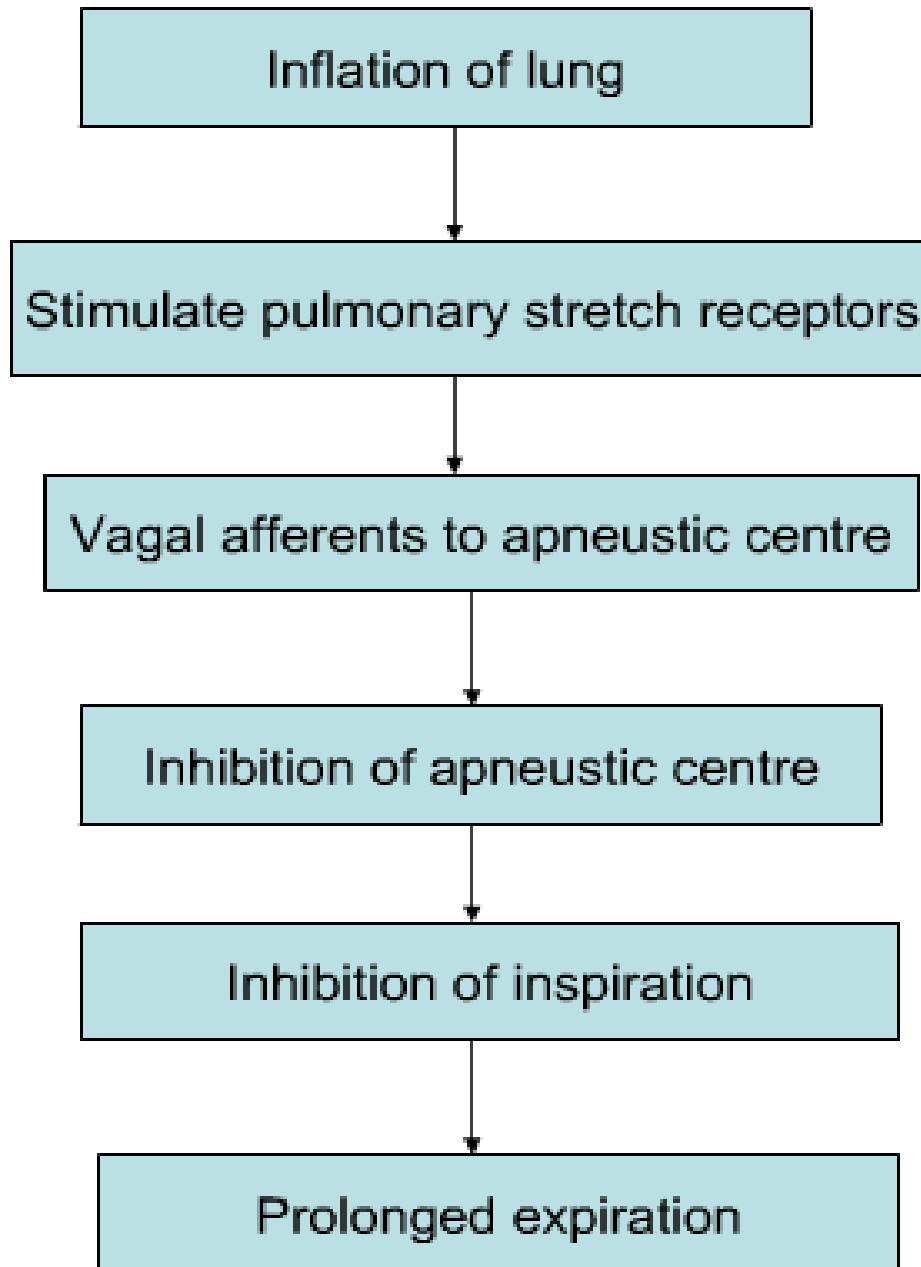 Inflation of lung
Stimulate pulmonary stretch receptors
Vagal afferents to apneustic centre
Inhibition of apneustic centre
Inhibition of inspiration
Prolonged expiration